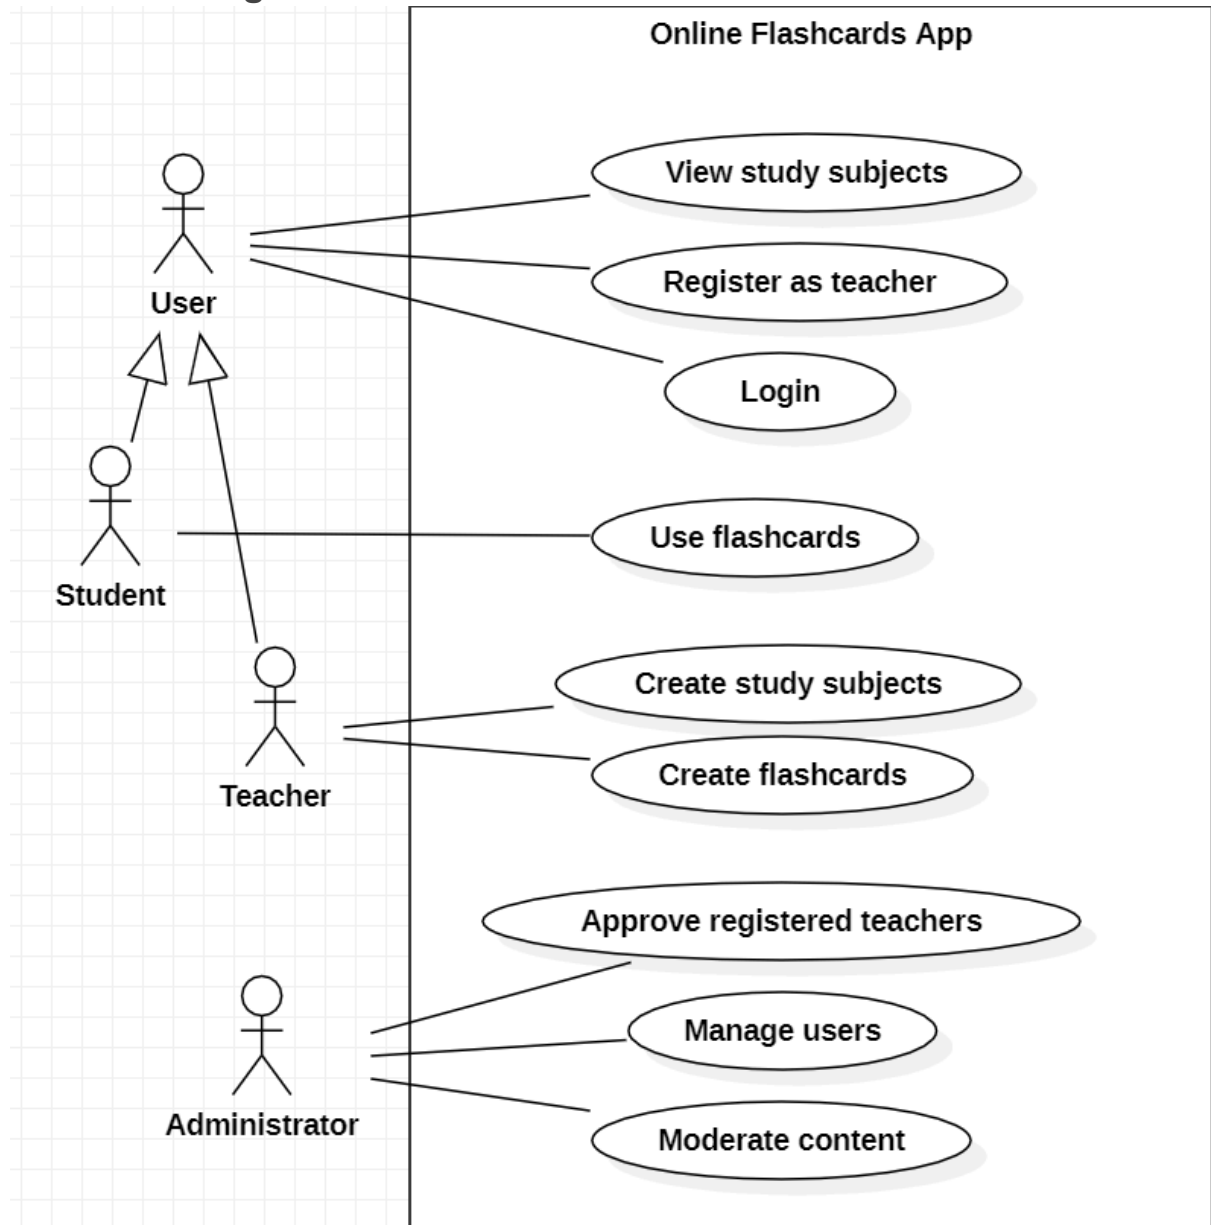 Online Flashcards App
View study subjects
Register as teacher
User
Login
Use flashcards
Student
Create study subjects
Create flashcards
Teacher
Approve registered teachers
Manage users
Administrator
Moderate content